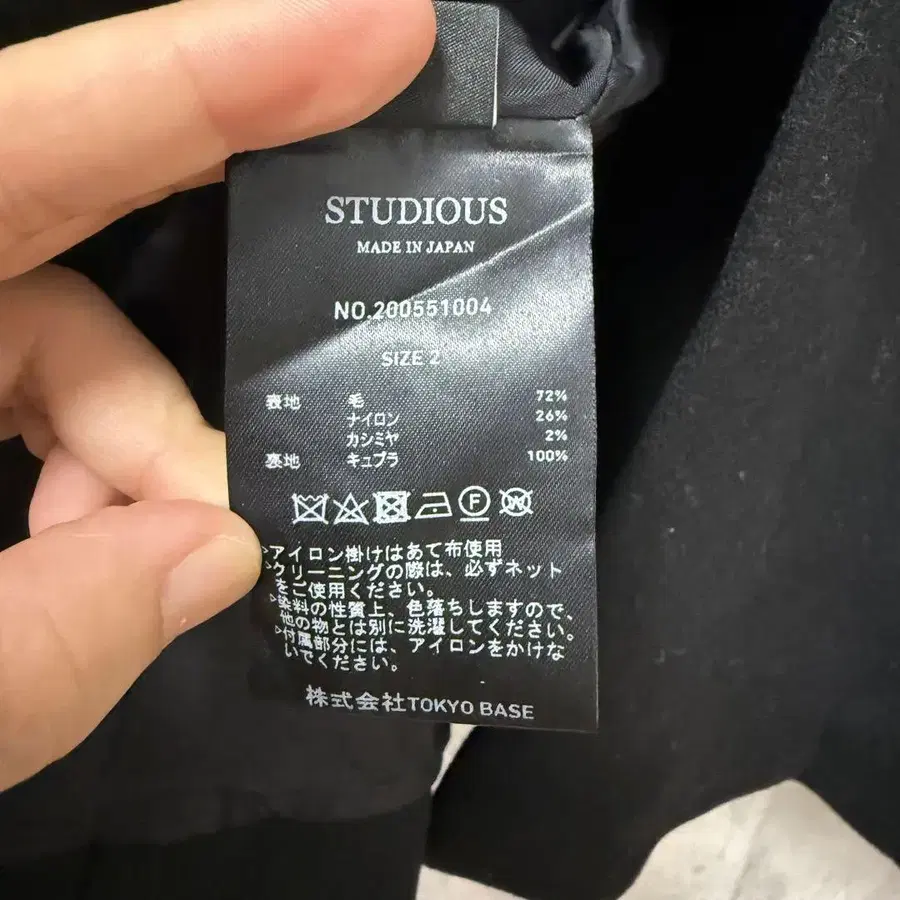 STUDIOUS
MADE IN JAPAN
NO.200551004
SIZE 2
表地 毛 72%
ナイロン 26%
カシミヤ 2%
裏地 キュプラ 100%
F W
アイロン掛けはあて布使用
クリーニングの際は、必ずネット
をご使用ください。
染料の性質上、色落ちしますので、
他の物とは別に洗濯してください。
付属部分には、アイロンをかけな
いでください。
株式会社TOKYO BASE